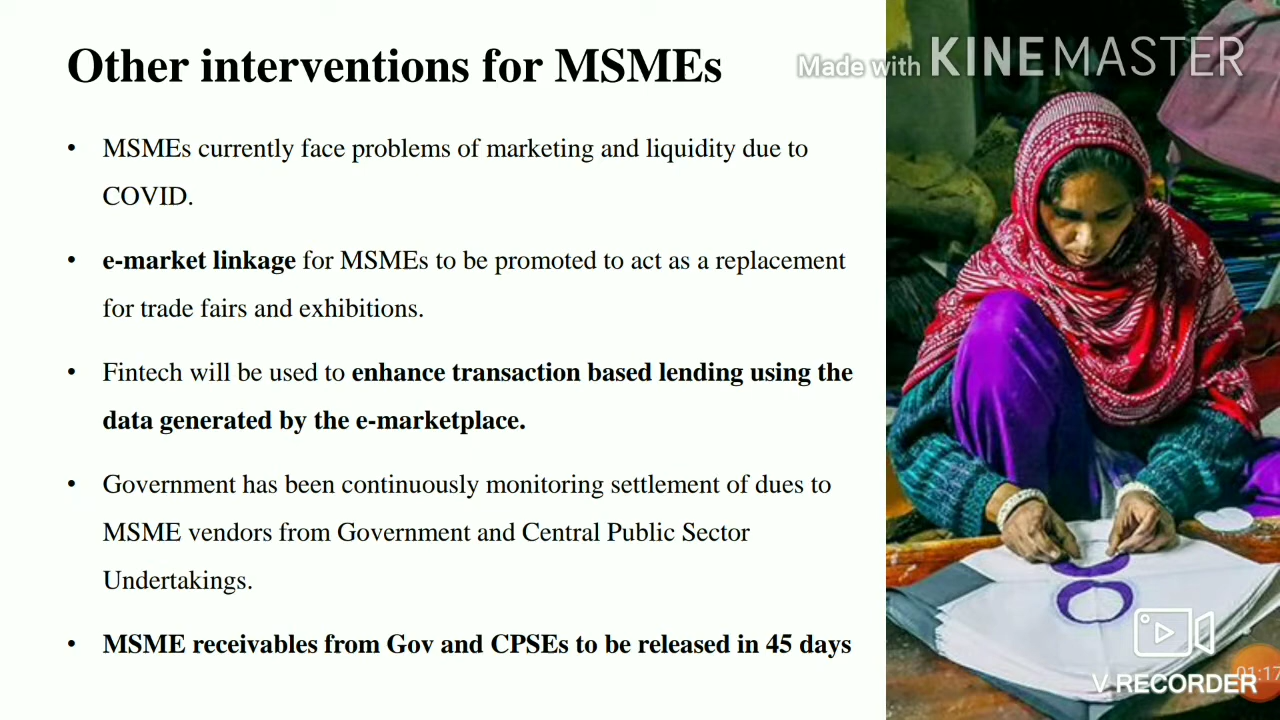 Other interventions for MSMEs
Made with KINEMASTER
• MSMEs currently face problems of marketing and liquidity due to
COVID.
• e-market linkage for MSMEs to be promoted to act as a replacement
for trade fairs and exhibitions.
• Fintech will be used to enhance transaction based lending using the
data generated by the e-marketplace.
• Government has been continuously monitoring settlement of dues to
MSME vendors from Government and Central Public Sector
Undertakings.
• MSME receivables from Gov and CPSEs to be released in 45 days
01:17
V RECORDER